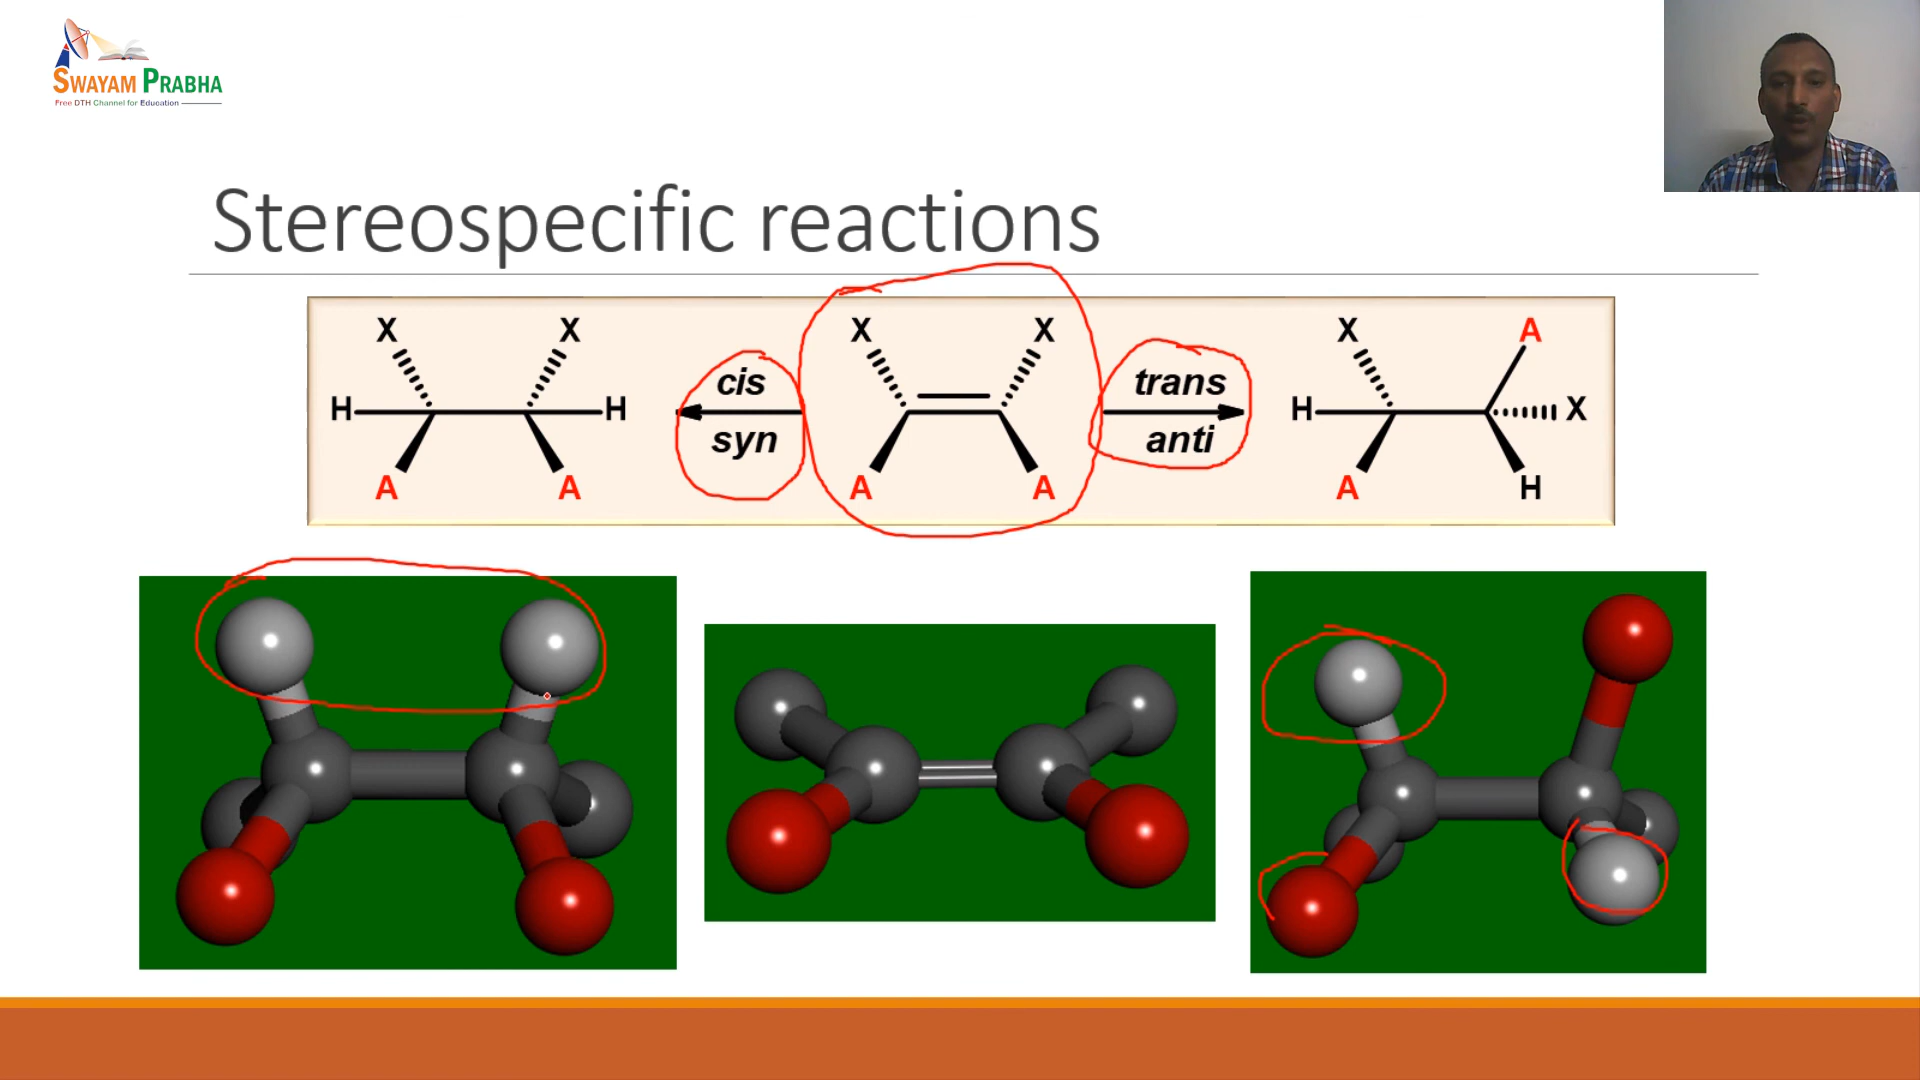 SWAYAM PRABHA
Free DTH Channel for Education
Stereospecific reactions
X X X X X A
cis trans
H H H X
syn anti
A A A A A H